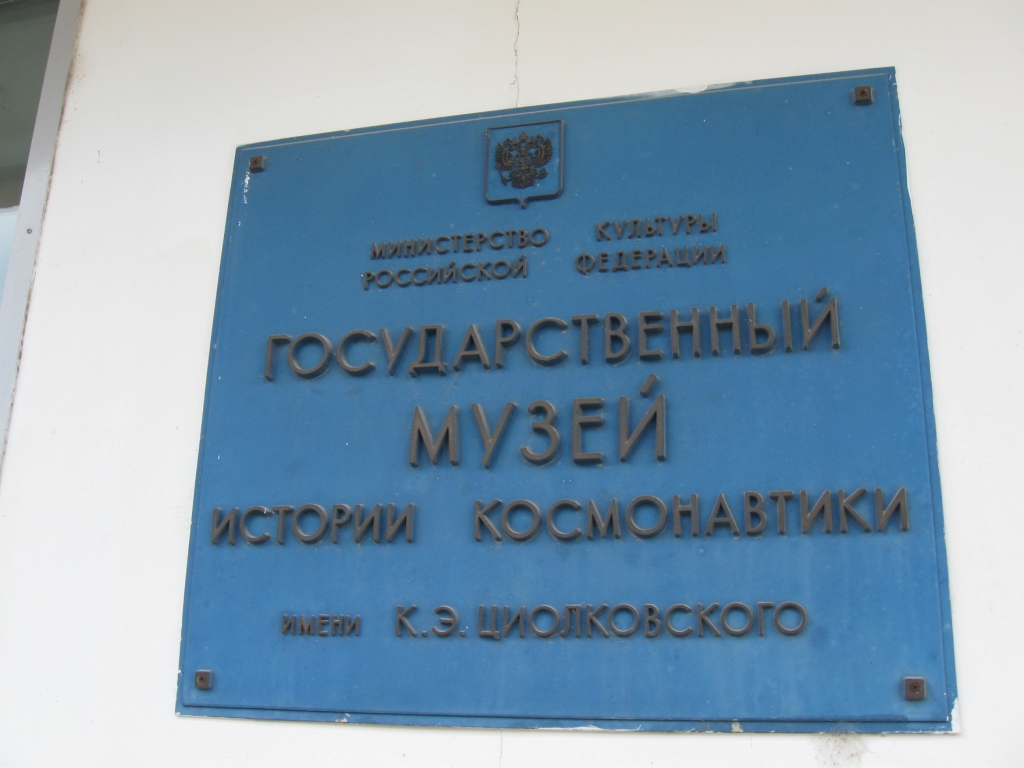 МИНИСТЕРСТВО КУЛЬТУРЫ
РОССИЙСКОЙ ФЕДЕРАЦИИ
ГОСУДАРСТВЕННЫЙ
МУЗЕЙ
ИСТОРИИ КОСМОНАВТИКИ
ИМЕНИ К.Э. ЦИОЛКОВСКОГО